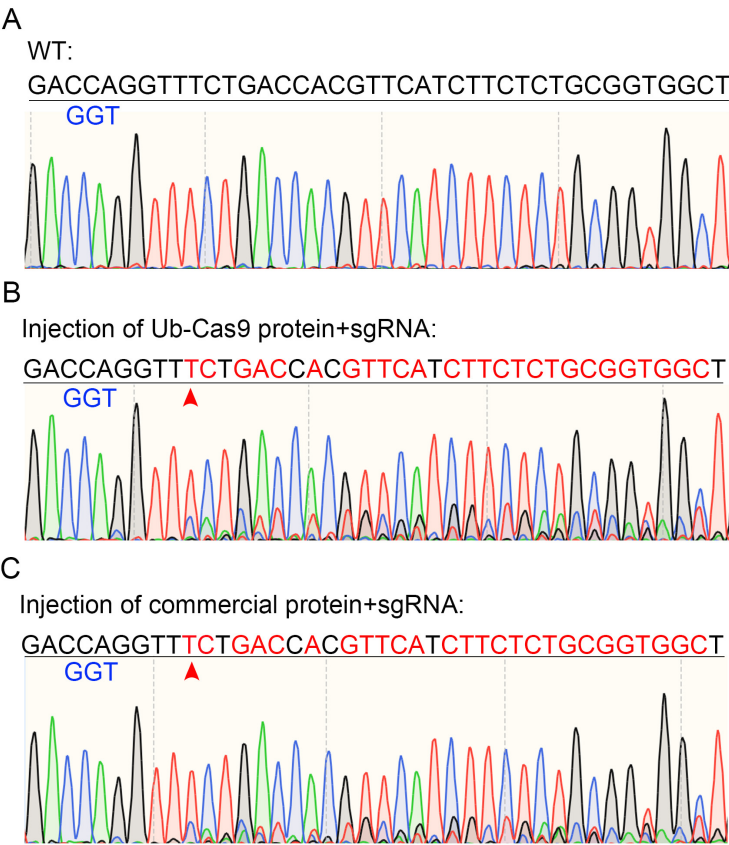 A
WT:
GACCAGGTTTCTGACCACGTTCATCTTCTCTGCGGTGGCT
GGT
B
Injection of Ub-Cas9 protein+sgRNA:
GACCAGGTTTCTGACCACGTTCATCTTCTCTGCGGTGGCT
GGT
C
Injection of commercial protein+sgRNA:
GACCAGGTTTCTGACCACGTTCATCTTCTCTGCGGTGGCT
GGT